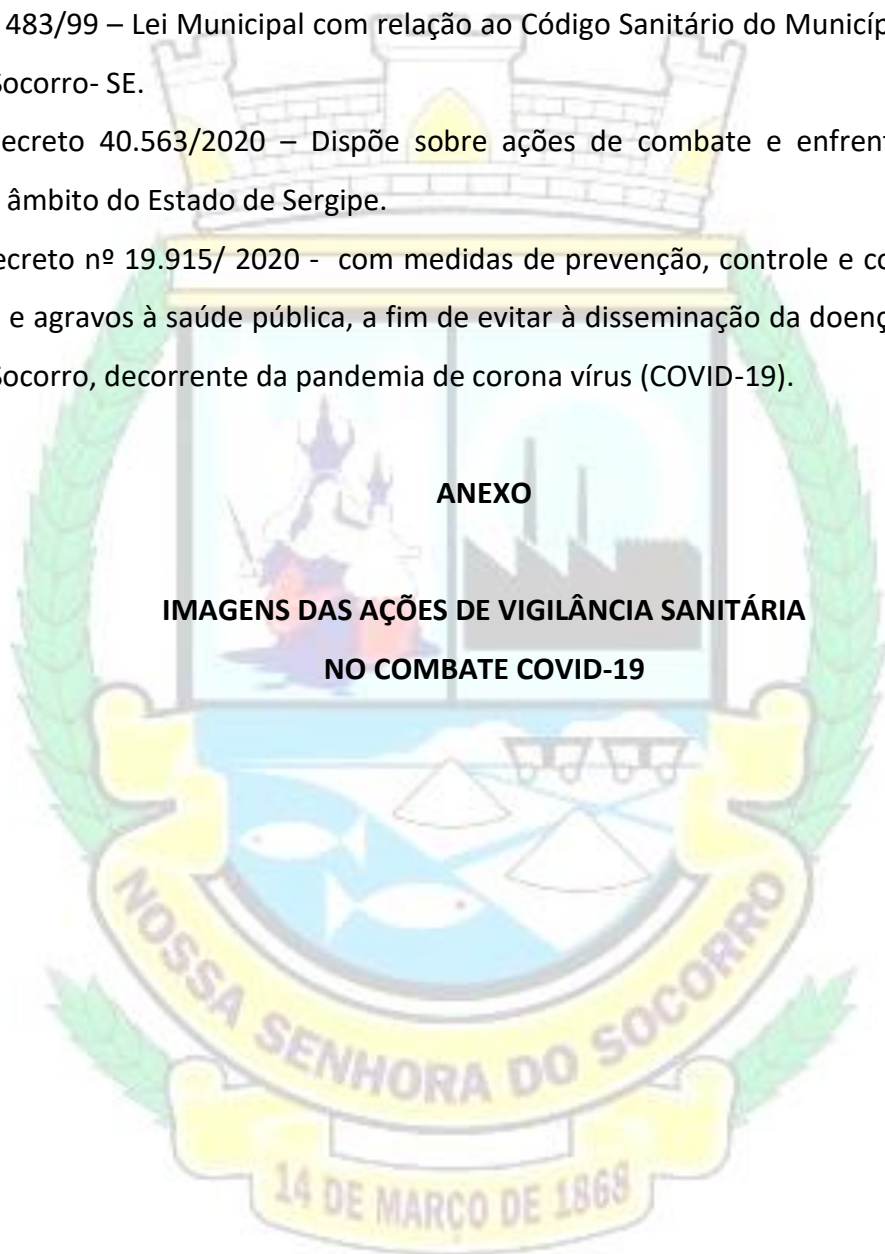 483/99 – Lei Municipal com relação ao Código Sanitário do Municíp
Socorro- SE.
ecreto 40.563/2020 – Dispõe sobre ações de combate e enfren
âmbito do Estado de Sergipe.
ecreto nº 19.915/ 2020 - com medidas de prevenção, controle e co
e agravos à saúde pública, a fim de evitar à disseminação da doenç
Socorro, decorrente da pandemia de corona vírus (COVID-19).
ANEXO
IMAGENS DAS AÇÕES DE VIGILÂNCIA SANITÁRIA
NO COMBATE COVID-19
NOSSA SENHORA DO SOCORRO
14 DE MARÇO DE 1868